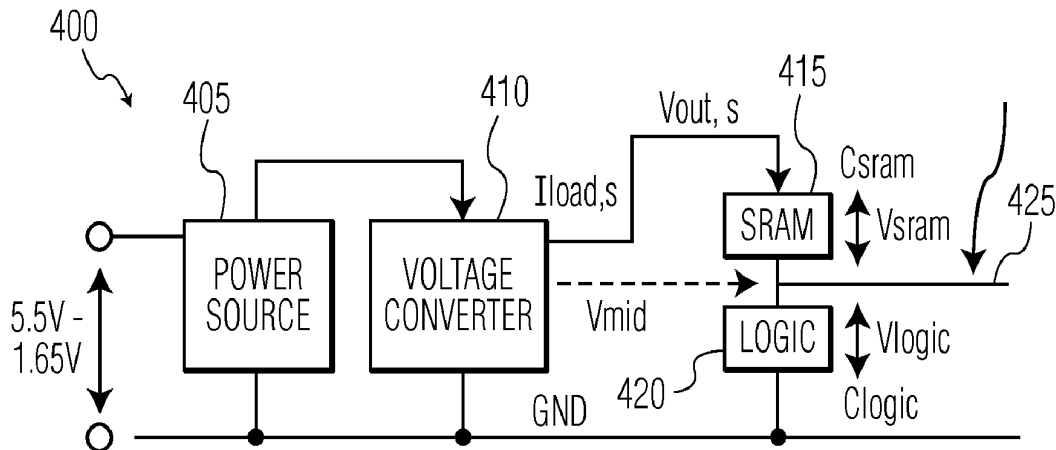 400
405
410
415
Vout, s
Csram
Iload,s
SRAM
Vsram
425
POWER
SOURCE
VOLTAGE
CONVERTER
5.5V -
1.65V
Vmid
LOGIC
Vlogic
420
Clogic
GND